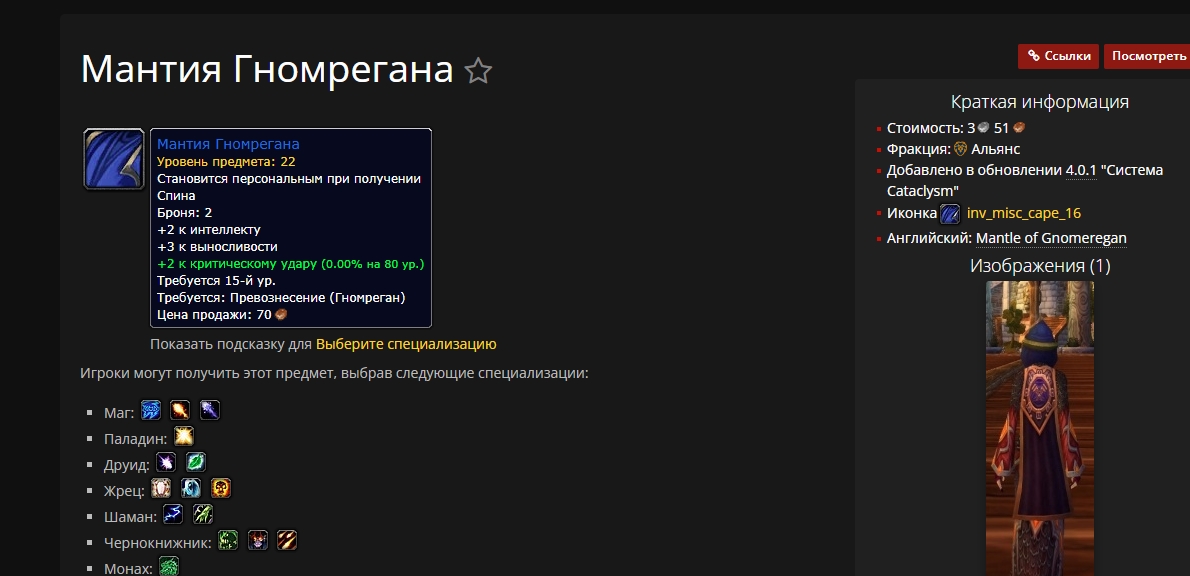 Мантия Гномрегана
Ссылки
Посмотреть
Мантия Гномрегана
Уровень предмета: 22
Становится персональным при получении
Спина
Броня: 2
+2 к интеллекту
+3 к выносливости
+2 к критическому удару (0.00% на 80 ур.)
Требуется 15-й ур.
Требуется: Превознесение (Гномреган)
Цена продажи: 70
Показать подсказку для Выберите специализацию
Игроки могут получить этот предмет, выбрав следующие специализации:
Маг:
Паладин:
Друид:
Жрец:
Шаман:
Чернокнижник:
Монах:
Краткая информация
Стоимость: 3 51
Фракция: Альянс
Добавлено в обновлении 4.0.1 "Система
Cataclysm"
Иконка inv_misc_cape_16
Английский: Mantle of Gnomeregan
Изображения (1)